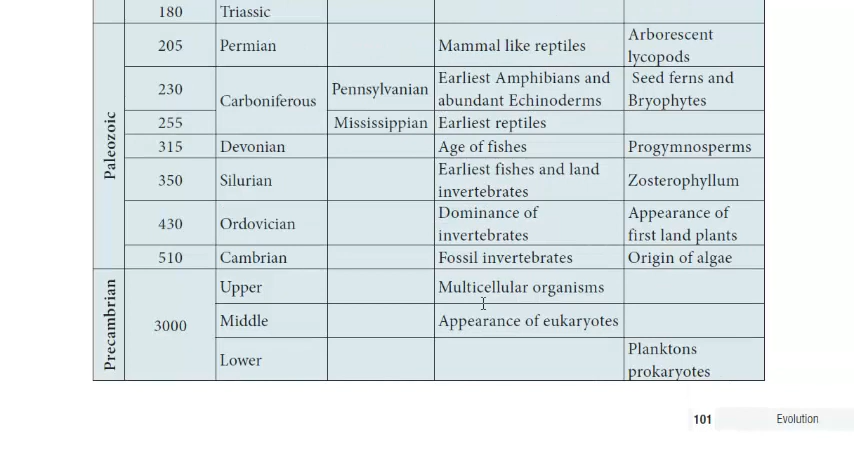 180 Triassic
Paleozoic
205 Permian Mammal like reptiles Arborescent
lycopods
230 Carboniferous Pennsylvanian Earliest Amphibians and
abundant Echinoderms Seed ferns and
Bryophytes
255 Mississippian Earliest reptiles
315 Devonian Age of fishes Progymnosperms
350 Silurian Earliest fishes and land
invertebrates Zosterophyllum
430 Ordovician Dominance of
invertebrates Appearance of
first land plants
510 Cambrian Fossil invertebrates Origin of algae
Precambrian
3000 Upper Multicellular organisms
Middle Appearance of eukaryotes
Lower Planktons
prokaryotes
101 Evolution